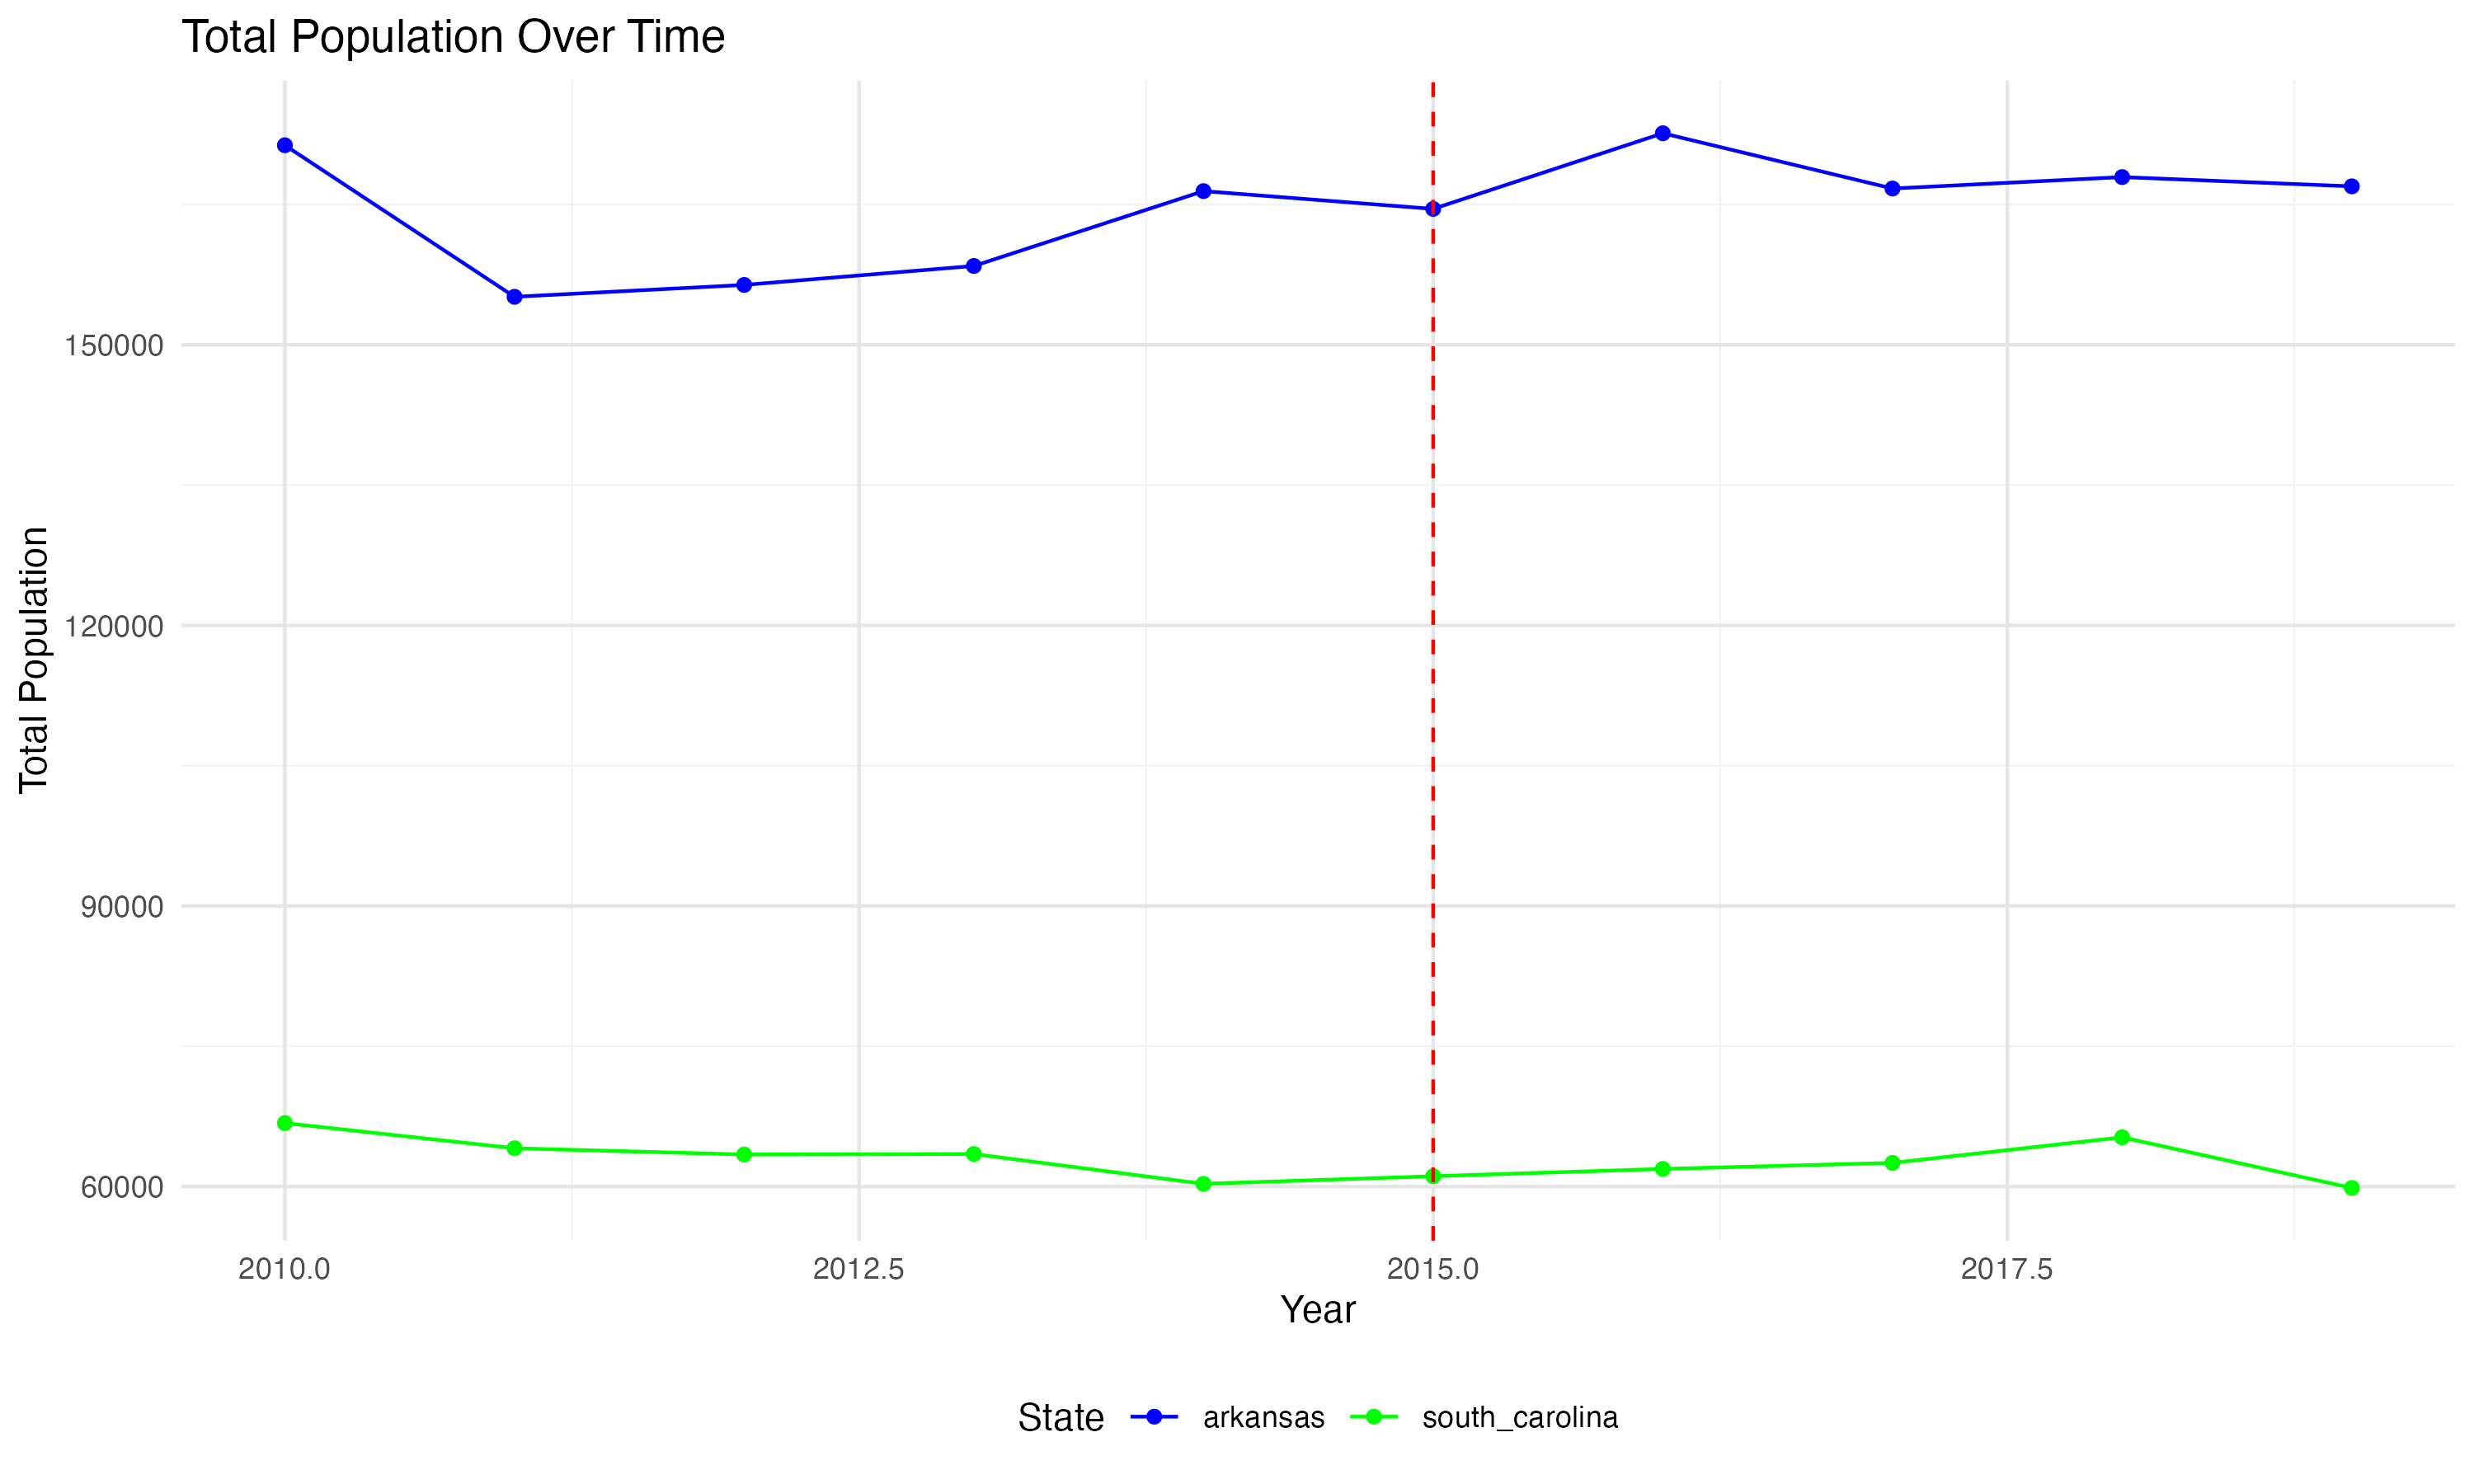 Total Population Over Time
Total Population
150000
120000
90000
60000
2010.0 2012.5 2015.0 2017.5
Year
State arkansas south_carolina